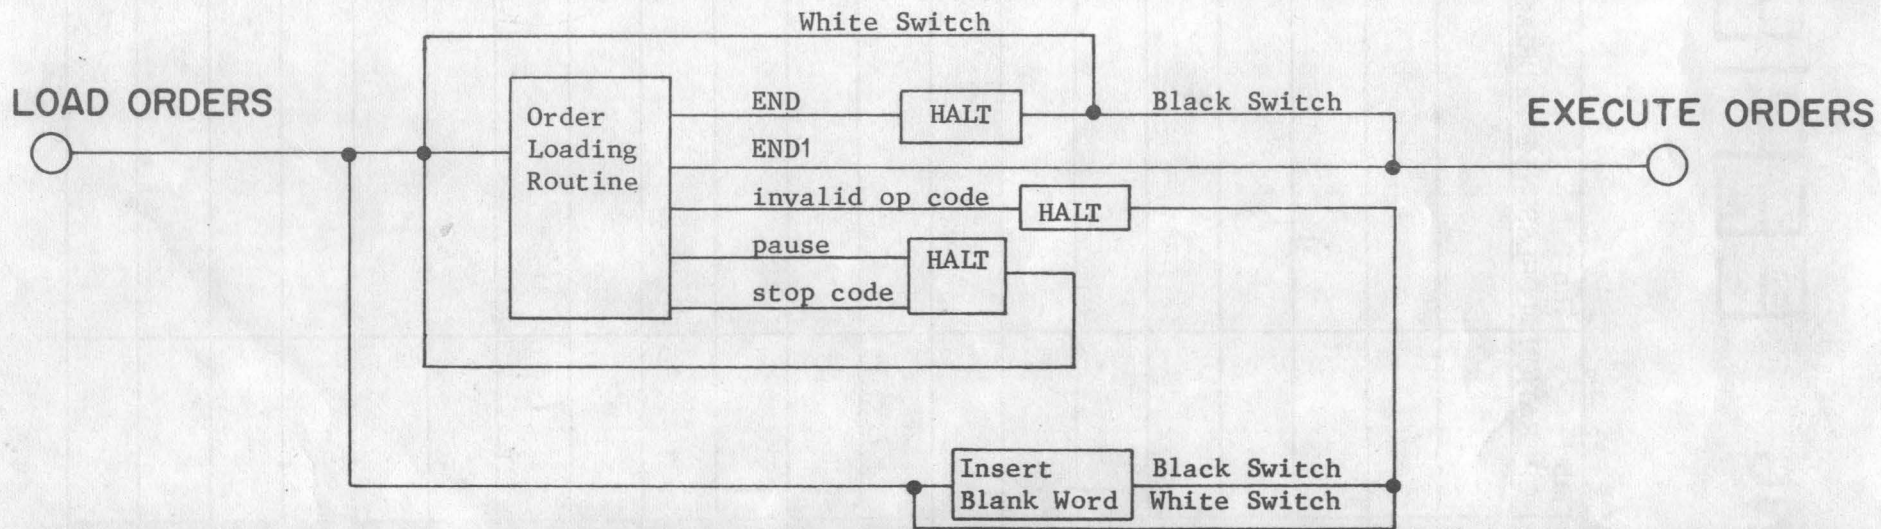 White Switch
LOAD ORDERS
Order
Loading
Routine
END
HALT
Black Switch
EXECUTE ORDERS
END1
invalid op code
HALT
pause
HALT
stop code
Insert
Blank Word
Black Switch
White Switch